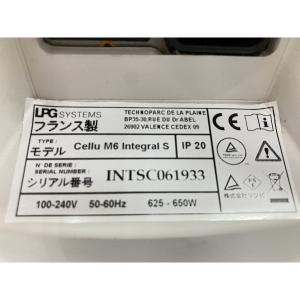 LPG SYSTEMS
フランス製
TECHNOPARC DE LA PLAINE
BP35-30, RUE DU Dr ABEL
26902 VALENCE CEDEX 09
TYPE:
モデル
Cellu M6 Integral S
IP 20
N° DE SERIE:
SERIAL NUMBER:
シリアル番号
INTSC061933
100-240V 50-60Hz 625 - 650W